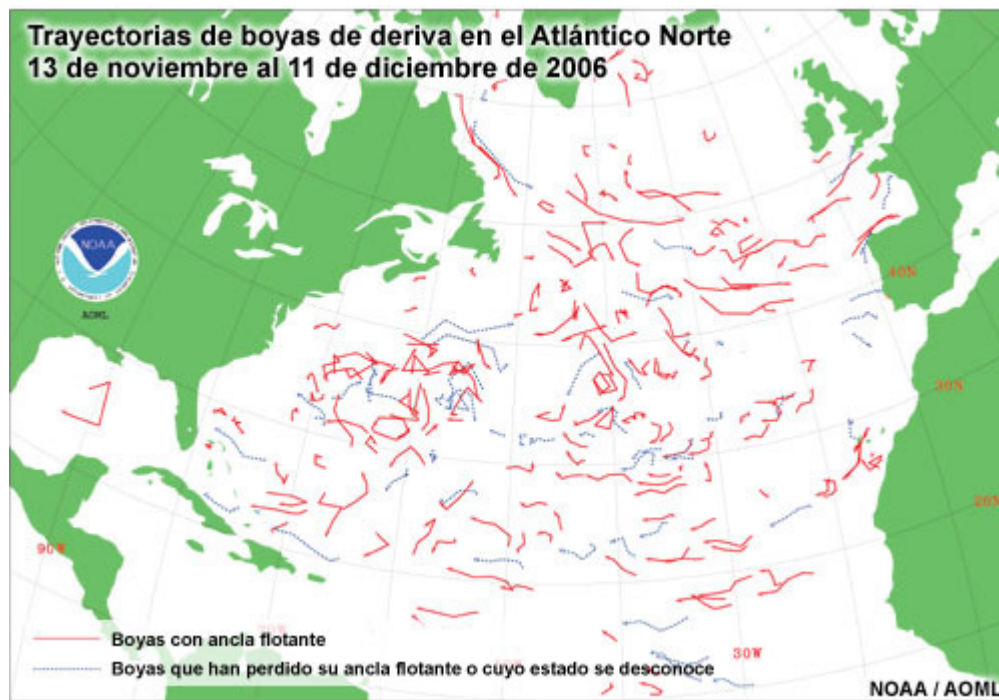 Trayectorias de boyas de deriva en el Atlántico Norte
13 de noviembre al 11 de diciembre de 2006
NOAA
AOML
40N
30N
20N
90W
30W
Boyas con ancla flotante
Boyas que han perdido su ancla flotante o cuyo estado se desconoce
NOAA / AOML